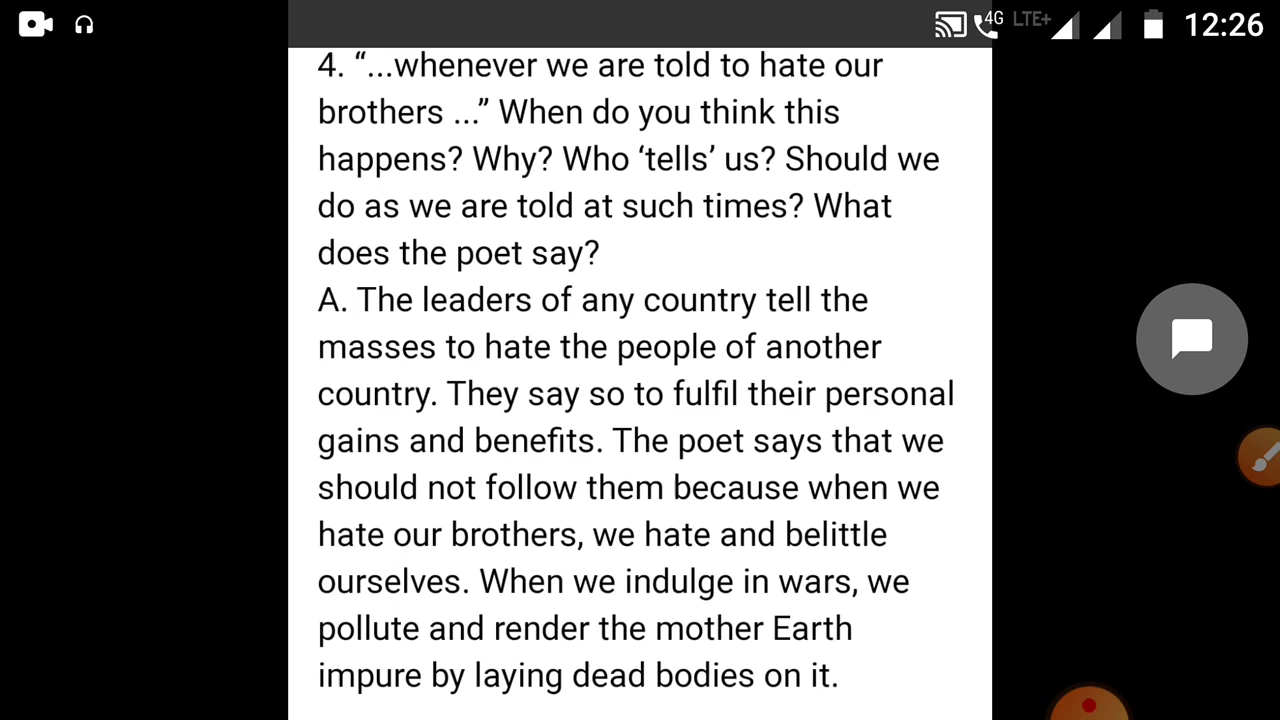 4G LTE+ 12:26
4. “...whenever we are told to hate our
brothers ...” When do you think this
happens? Why? Who ‘tells’ us? Should we
do as we are told at such times? What
does the poet say?
A. The leaders of any country tell the
masses to hate the people of another
country. They say so to fulfil their personal
gains and benefits. The poet says that we
should not follow them because when we
hate our brothers, we hate and belittle
ourselves. When we indulge in wars, we
pollute and render the mother Earth
impure by laying dead bodies on it.